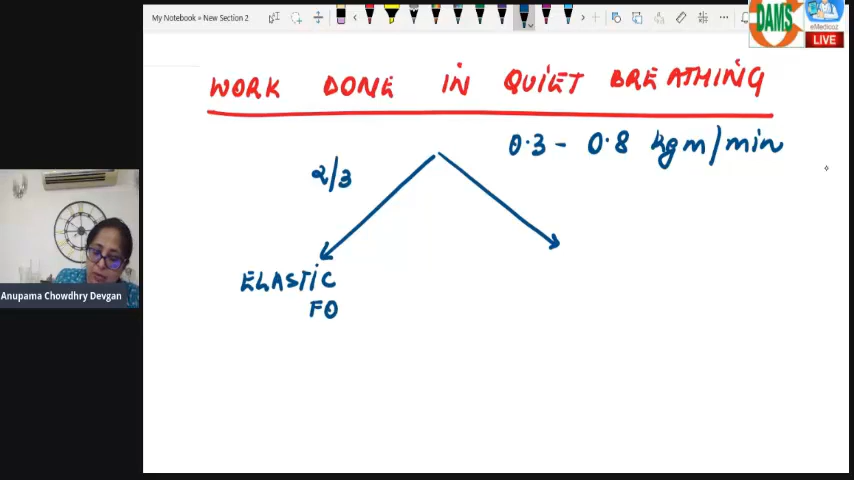 My Notebook » New Section 2
DAMS
eMedicoz
LIVE
WORK DONE IN QUIET BREATHING
0.3 - 0.8 kgm/min
2/3
ELASTIC
FO
Anupama Chowdhry Devgan